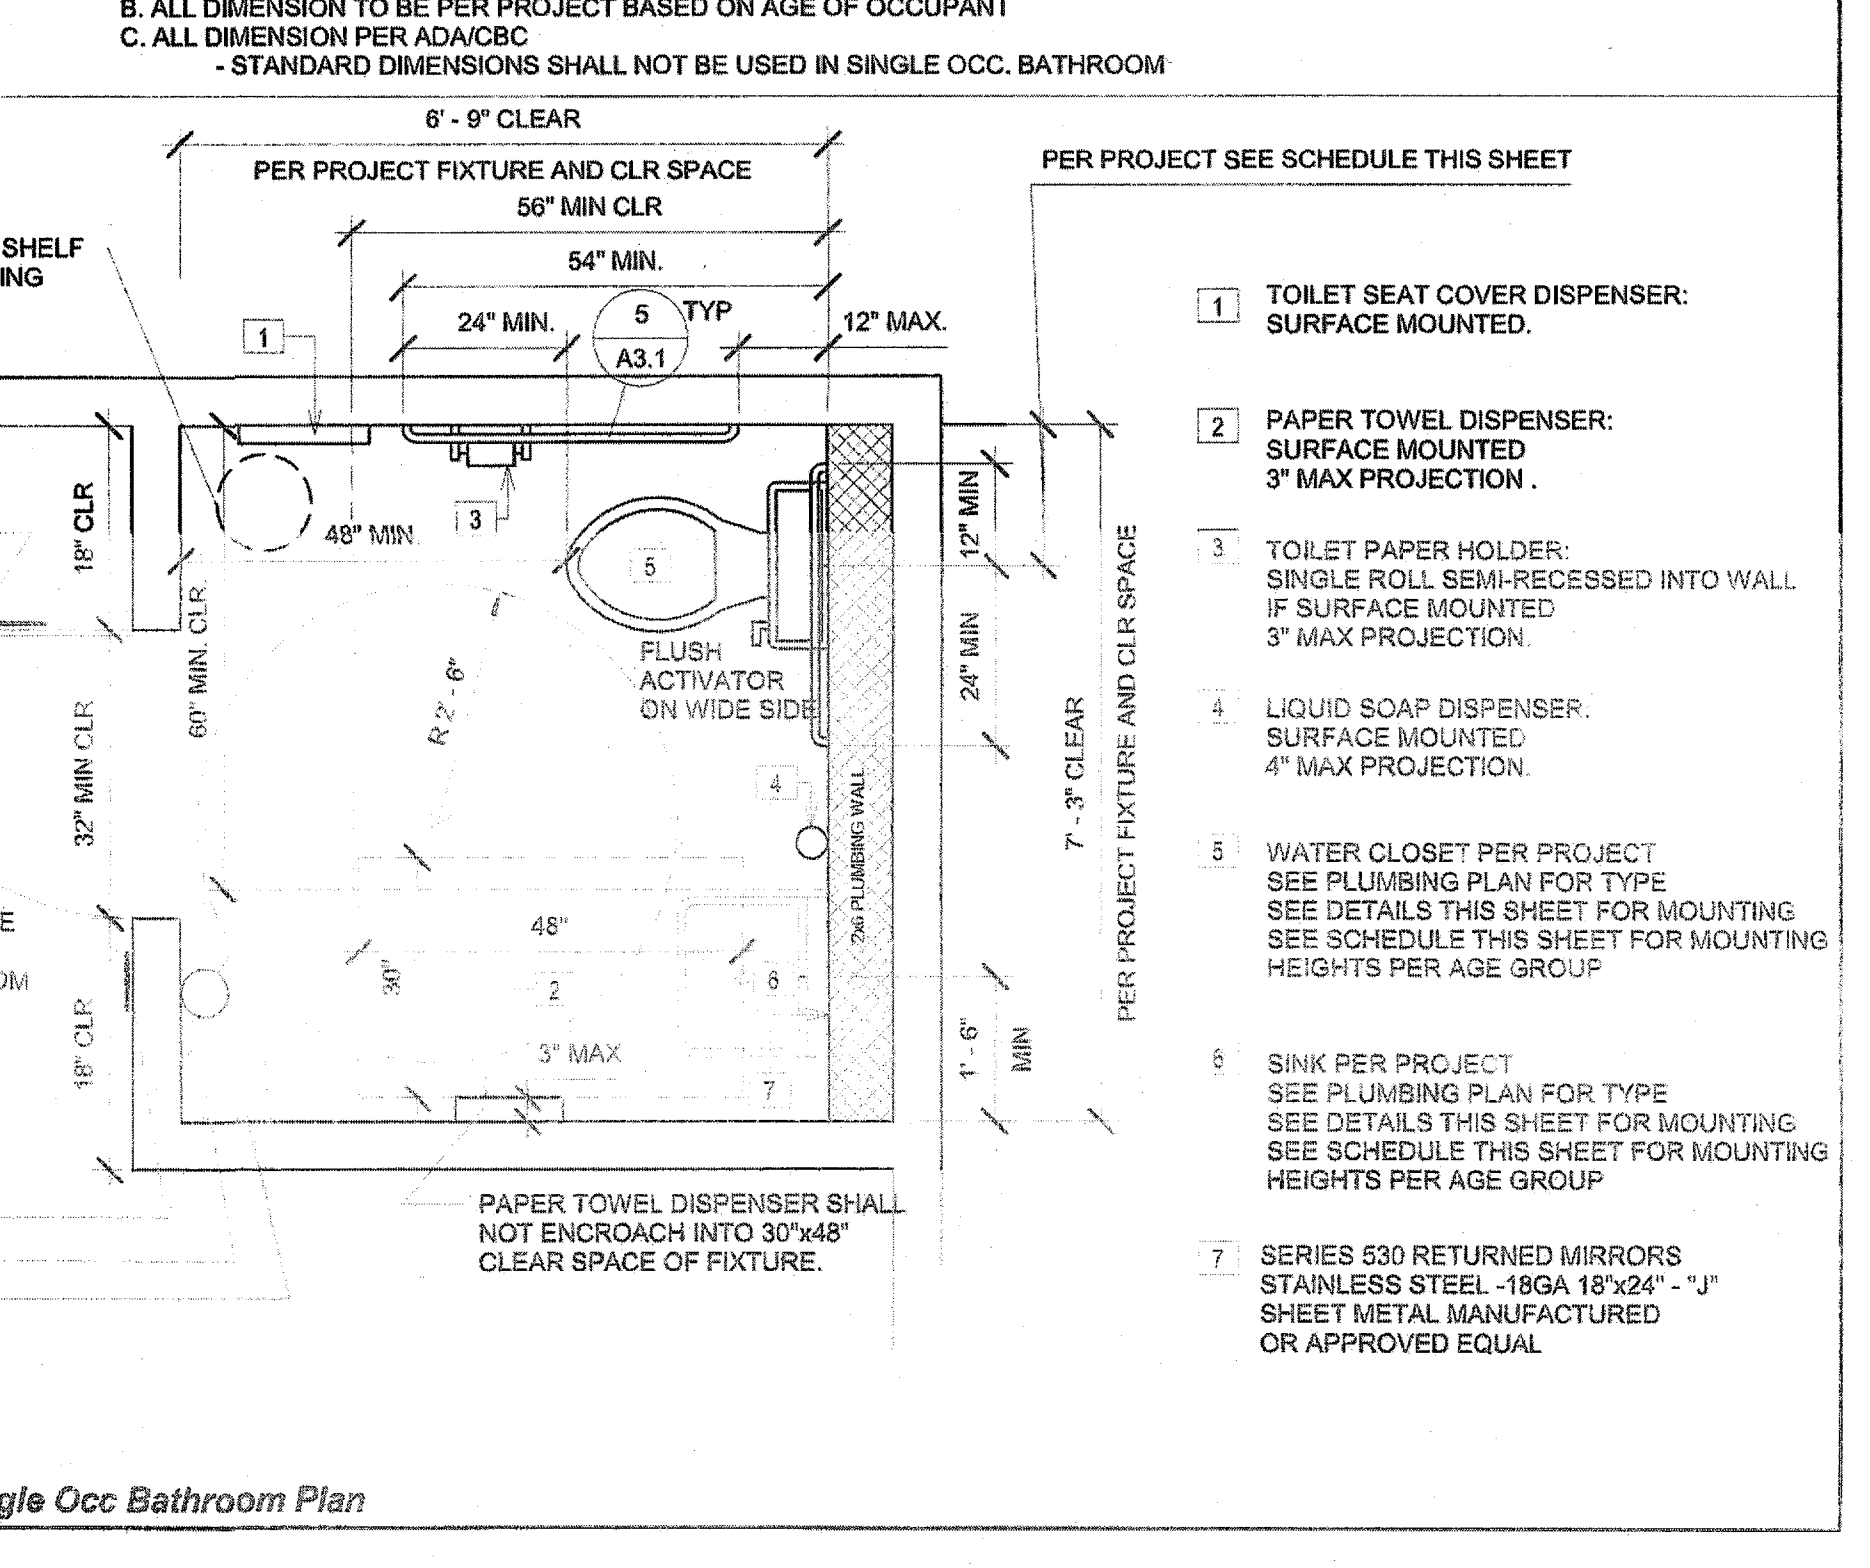 B. ALL DIMENSION TO BE PER PROJECT BASED ON AGE OF OCCUPANT
C. ALL DIMENSION PER ADA/CBC
- STANDARD DIMENSIONS SHALL NOT BE USED IN SINGLE OCC. BATHROOM
6' - 9" CLEAR
PER PROJECT FIXTURE AND CLR SPACE
56" MIN CLR
54" MIN.
24" MIN.
5
A3.1
TYP
12" MAX.
PER PROJECT SEE SCHEDULE THIS SHEET
SHELF
ING
1
3
48" MIN.
5
FLUSH
ACTIVATOR
ON WIDE SIDE
18" CLR
32" MIN CLR
18" CLR
60" MIN. CLR.
R 2' - 6"
4
2x6 PLUMBING WALL
12" MIN
24" MIN
1' - 6"
MIN
7' - 3" CLEAR
PER PROJECT FIXTURE AND CLR SPACE
48"
30"
2
6
3" MAX
7
E
OM
PAPER TOWEL DISPENSER SHALL
NOT ENCROACH INTO 30"x48"
CLEAR SPACE OF FIXTURE.
1 TOILET SEAT COVER DISPENSER:
SURFACE MOUNTED.
2 PAPER TOWEL DISPENSER:
SURFACE MOUNTED
3" MAX PROJECTION .
3 TOILET PAPER HOLDER:
SINGLE ROLL SEMI-RECESSED INTO WALL
IF SURFACE MOUNTED
3" MAX PROJECTION.
4 LIQUID SOAP DISPENSER.
SURFACE MOUNTED
4" MAX PROJECTION.
5 WATER CLOSET PER PROJECT
SEE PLUMBING PLAN FOR TYPE
SEE DETAILS THIS SHEET FOR MOUNTING
SEE SCHEDULE THIS SHEET FOR MOUNTING
HEIGHTS PER AGE GROUP
6 SINK PER PROJECT
SEE PLUMBING PLAN FOR TYPE
SEE DETAILS THIS SHEET FOR MOUNTING
SEE SCHEDULE THIS SHEET FOR MOUNTING
HEIGHTS PER AGE GROUP
7 SERIES 530 RETURNED MIRRORS
STAINLESS STEEL -18GA 18"x24" - "J"
SHEET METAL MANUFACTURED
OR APPROVED EQUAL
gle Occ Bathroom Plan